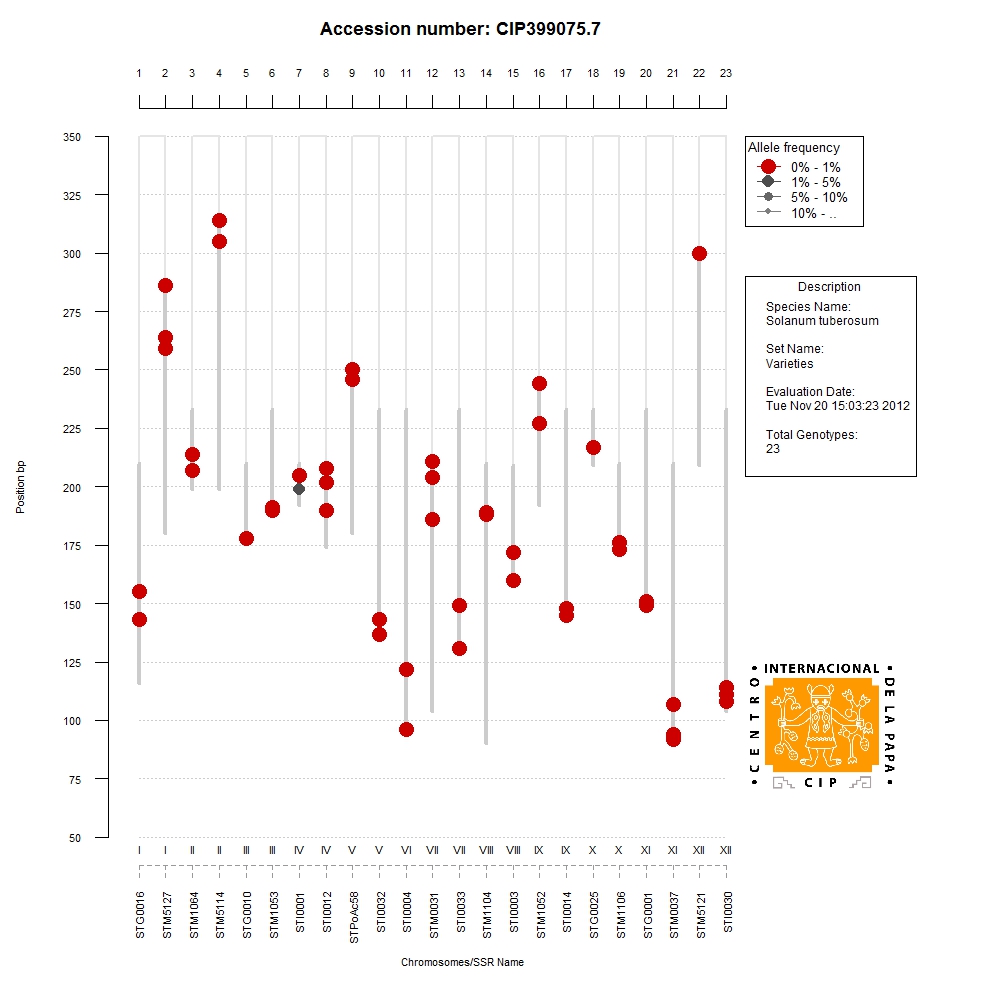 Accession number: CIP399075.7
1 2 3 4 5 6 7 8 9 10 11 12 13 14 15 16 17 18 19 20 21 22 23
350
325
300
275
250
225
200
175
150
125
100
75
50
Position bp
Allele frequency
0% - 1%
1% - 5%
5% - 10%
10% - ..
Description
Species Name:
Solanum tuberosum
Set Name:
Varieties
Evaluation Date:
Tue Nov 20 15:03:23 2012
Total Genotypes:
23
• INTERNACIONAL •
• CENTRO
DE LA PAPA •
CIP
I I II II III III IV IV V V VI VII VII VIII VIII IX IX X X XI XI XII XII
STG0016
STM5127
STM1064
STM5114
STG0010
STM1053
STI0001
STI0012
STPoAc58
STI0032
STI0004
STM0031
STI0033
STM1104
STI0003
STM1052
STI0014
STG0025
STM1106
STG0001
STM0037
STM5121
STI0030
Chromosomes/SSR Name